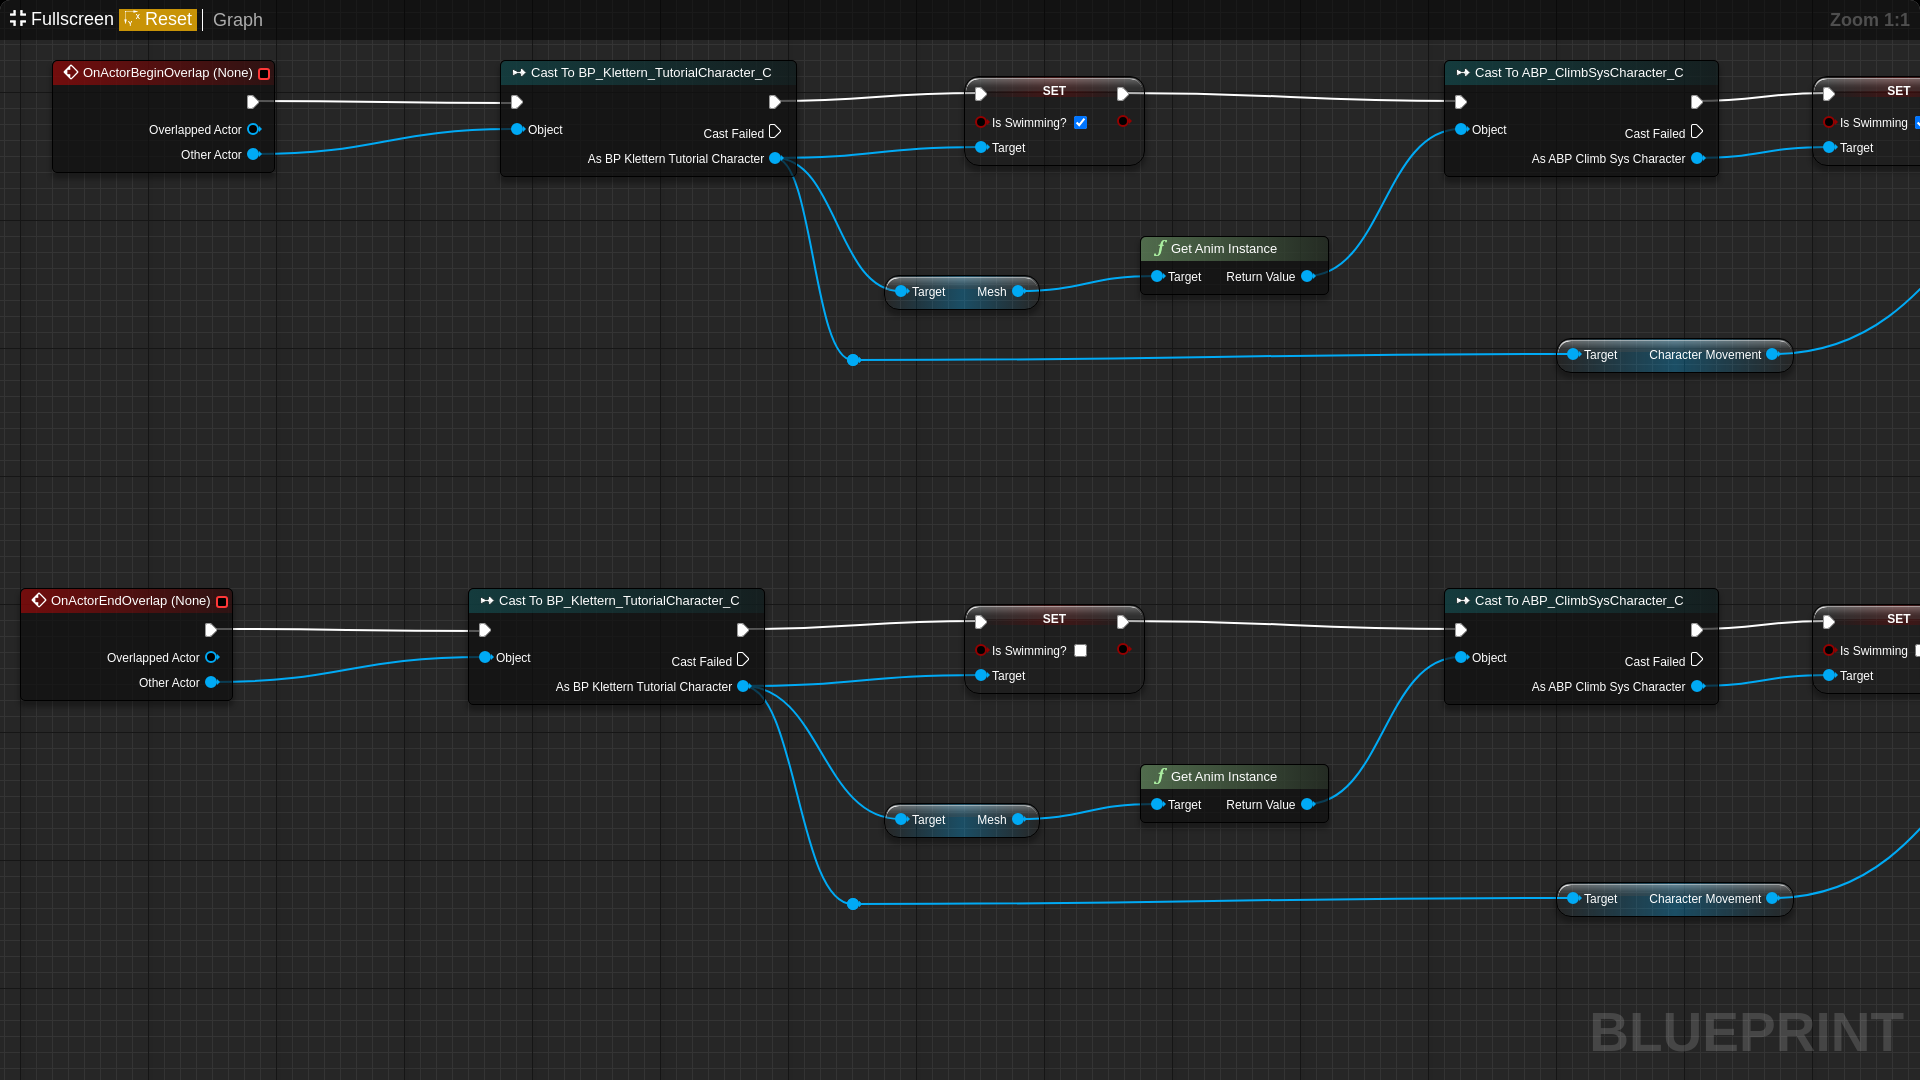 Fullscreen Reset Graph Zoom 1:1
OnActorBeginOverlap (None)
Overlapped Actor
Other Actor
Cast To BP_Klettern_TutorialCharacter_C
Object
Cast Failed
As BP Klettern Tutorial Character
SET
Is Swimming?
Target
Cast To ABP_ClimbSysCharacter_C
Object
Cast Failed
As ABP Climb Sys Character
SET
Is Swimming
Target
Get Anim Instance
Target Return Value
Target Mesh
Target Character Movement
OnActorEndOverlap (None)
Overlapped Actor
Other Actor
Cast To BP_Klettern_TutorialCharacter_C
Object
Cast Failed
As BP Klettern Tutorial Character
SET
Is Swimming?
Target
Cast To ABP_ClimbSysCharacter_C
Object
Cast Failed
As ABP Climb Sys Character
SET
Is Swimming
Target
Get Anim Instance
Target Return Value
Target Mesh
Target Character Movement
BLUEPRINT